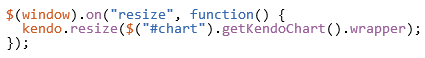 $(window).on("resize", function() {
  kendo.resize($("#chart").getKendoChart().wrapper);
});